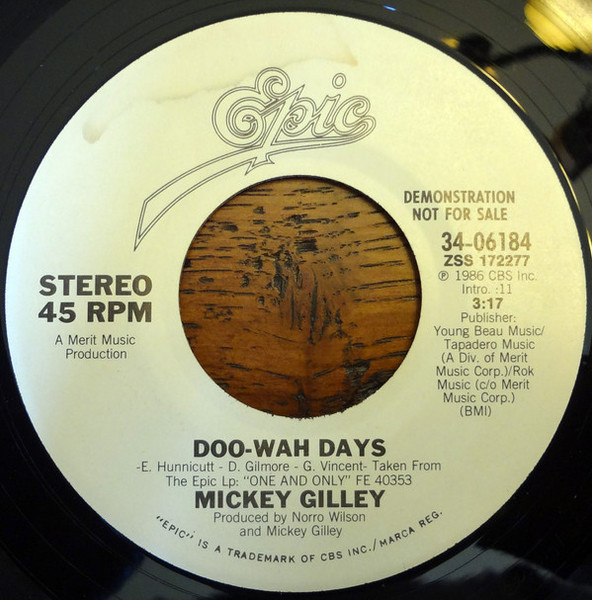 Epic
DEMONSTRATION
NOT FOR SALE
34-06184
ZSS 172277
℗ 1986 CBS Inc.
Intro. :11
3:17
Publisher:
Young Beau Music/
Tapadero Music
(A Div. of Merit
Music Corp.)/Rok
Music (c/o Merit
Music Corp.)
(BMI)
STEREO
45 RPM
A Merit Music
Production
DOO-WAH DAYS
-E. Hunnicutt - D. Gilmore - G. Vincent- Taken From
The Epic Lp: "ONE AND ONLY" FE 40353
MICKEY GILLEY
Produced by Norro Wilson
and Mickey Gilley
"EPIC," IS A TRADEMARK OF CBS INC./MARCA REG.